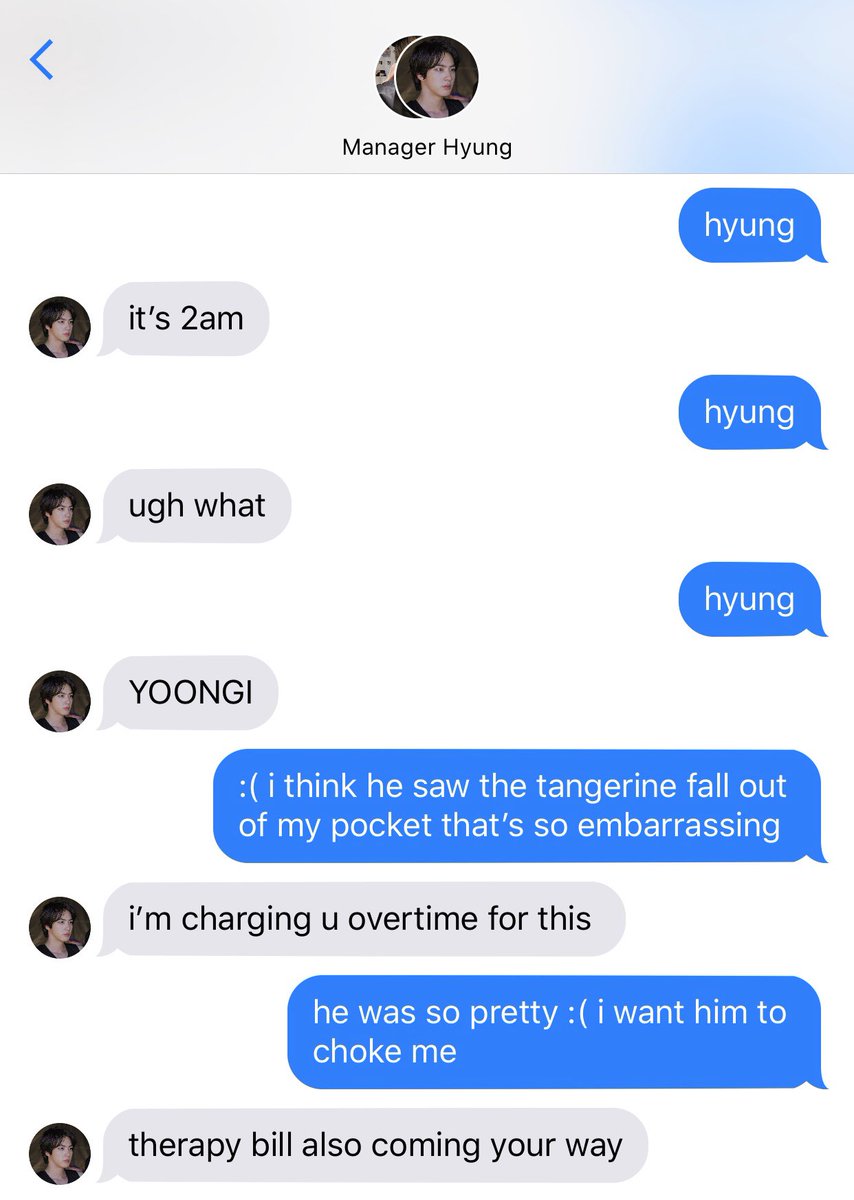 Manager Hyung
hyung
it’s 2am
hyung
ugh what
hyung
YOONGI
:( i think he saw the tangerine fall out
of my pocket that’s so embarrassing
i’m charging u overtime for this
he was so pretty :( i want him to
choke me
therapy bill also coming your way